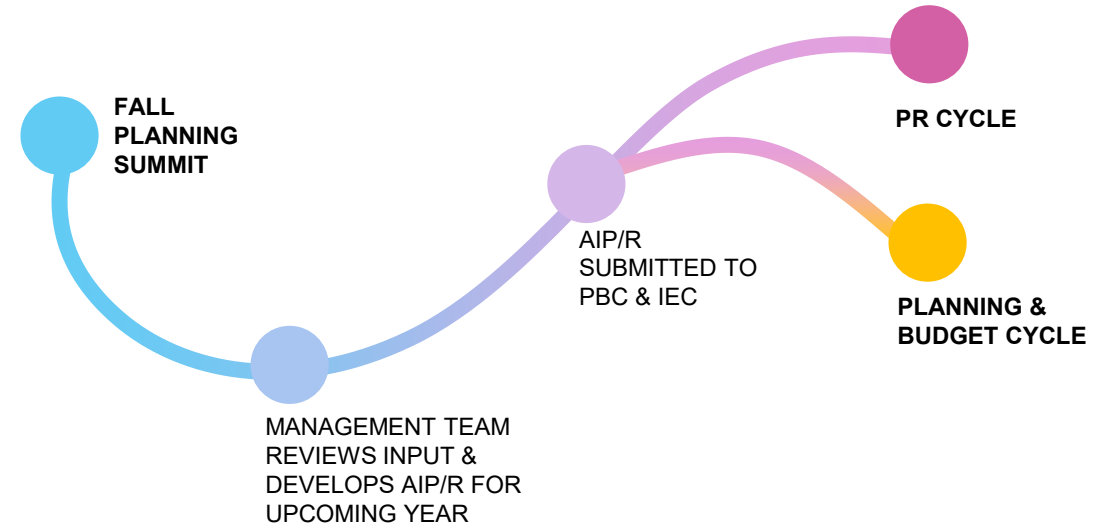 FALL
PLANNING
SUMMIT
MANAGEMENT TEAM
REVIEWS INPUT &
DEVELOPS AIP/R FOR
UPCOMING YEAR
AIP/R
SUBMITTED TO
PBC & IEC
PR CYCLE
PLANNING &
BUDGET CYCLE